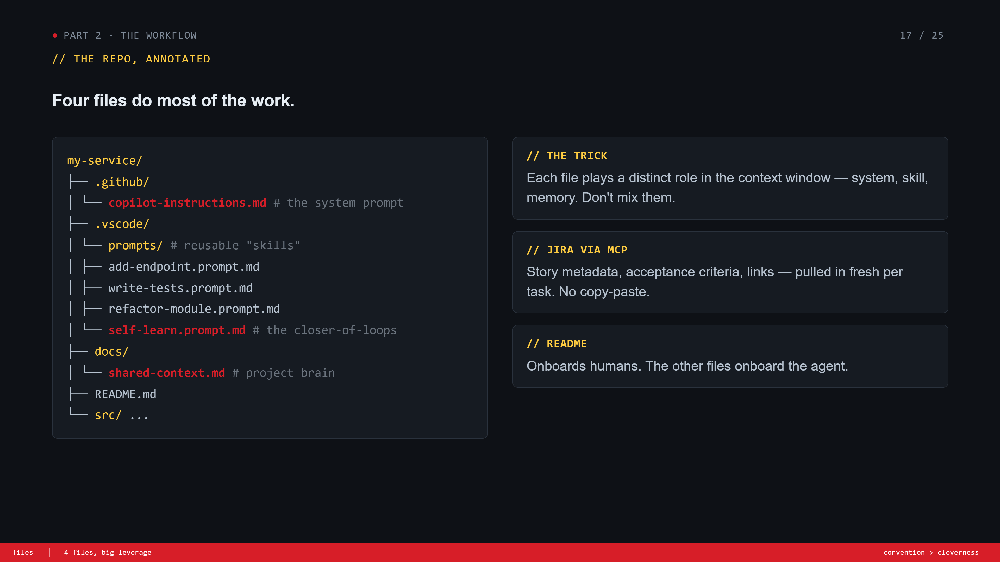 ● PART 2 · THE WORKFLOW
17 / 25
// THE REPO, ANNOTATED
Four files do most of the work.
my-service/
├── .github/
│ └── copilot-instructions.md # the system prompt
├── .vscode/
│ └── prompts/ # reusable "skills"
│ ├── add-endpoint.prompt.md
│ ├── write-tests.prompt.md
│ ├── refactor-module.prompt.md
│ └── self-learn.prompt.md # the closer-of-loops
├── docs/
│ └── shared-context.md # project brain
├── README.md
└── src/ ...
// THE TRICK
Each file plays a distinct role in the context window — system, skill,
memory. Don't mix them.
// JIRA VIA MCP
Story metadata, acceptance criteria, links — pulled in fresh per
task. No copy-paste.
// README
Onboards humans. The other files onboard the agent.
files | 4 files, big leverage
convention > cleverness